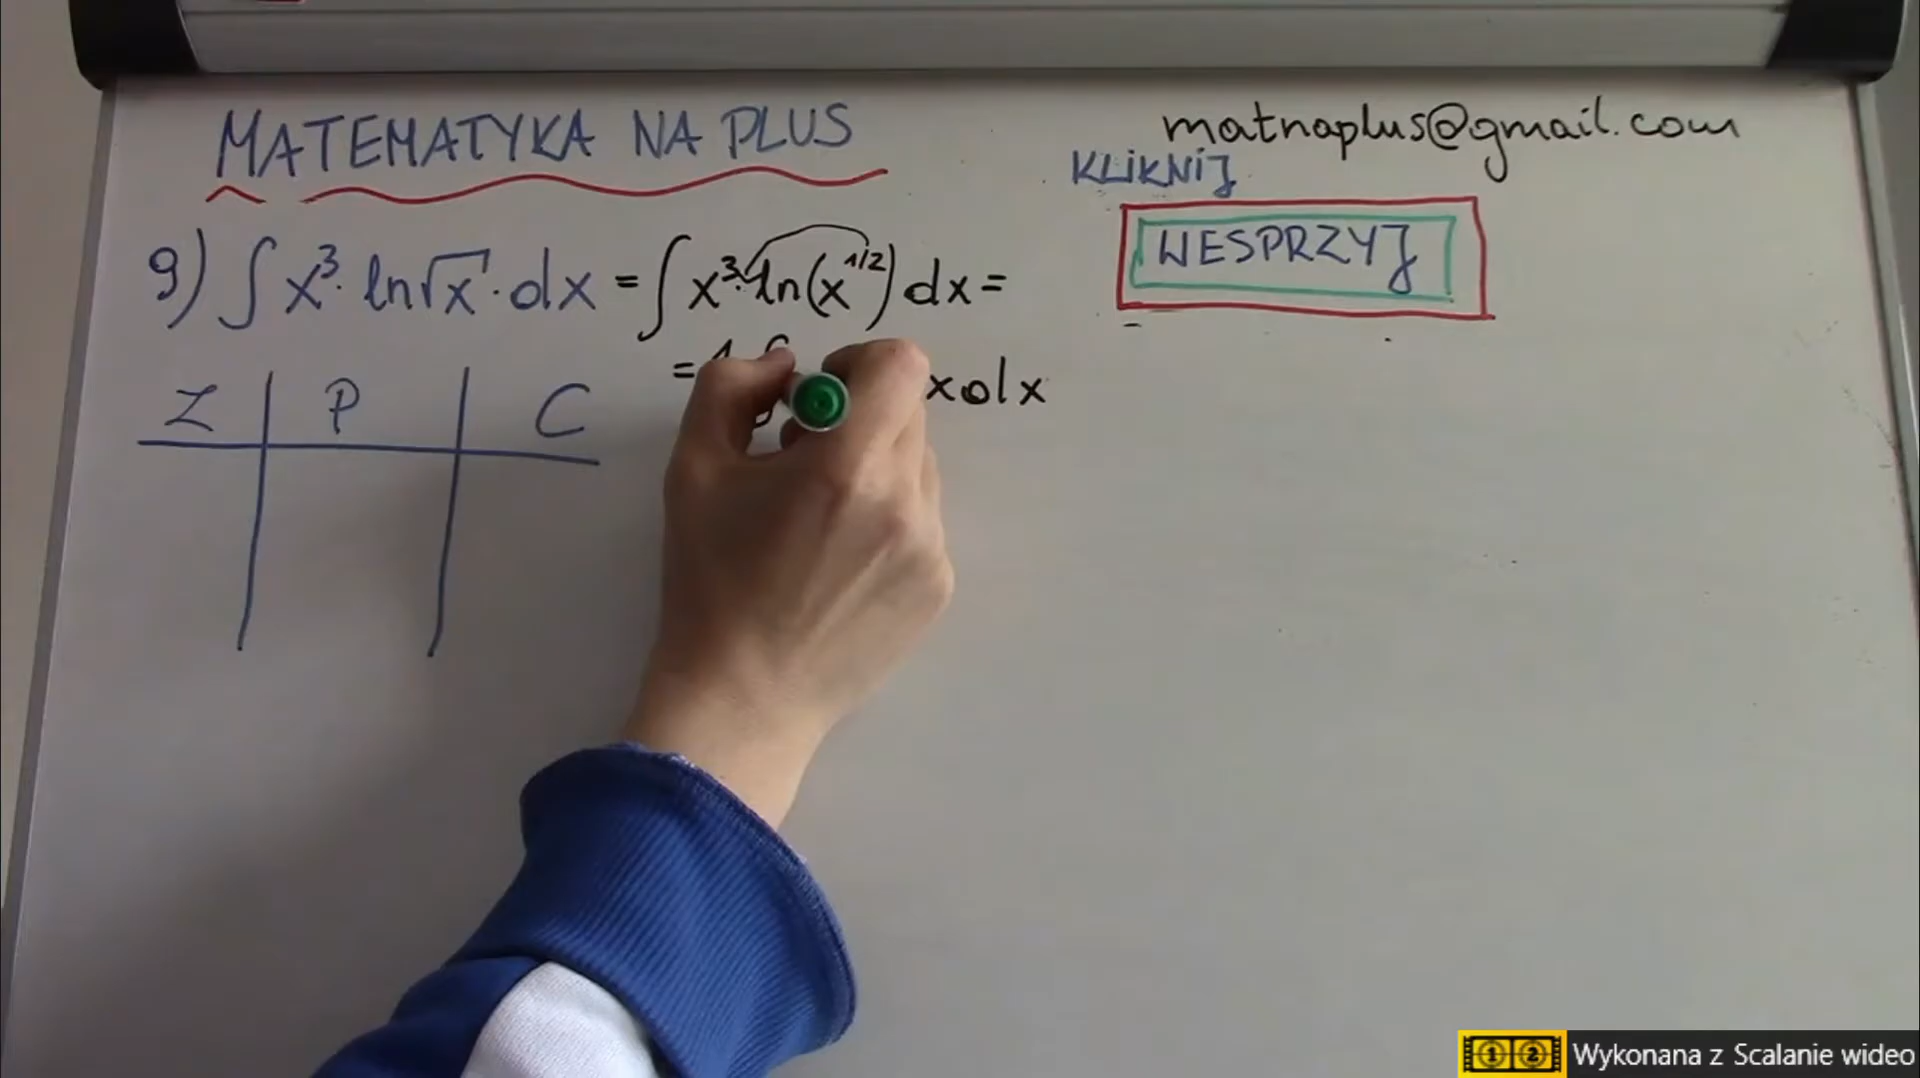 MATEMATYKA NA PLUS
matnaplus@gmail.com
KLIKNIJ
WESPRZYJ
9) ∫ x³· ln√x · dx = ∫ x³· ln(x^1/2) dx =
= x dx
Z P C
Wykonana z Scalanie wideo